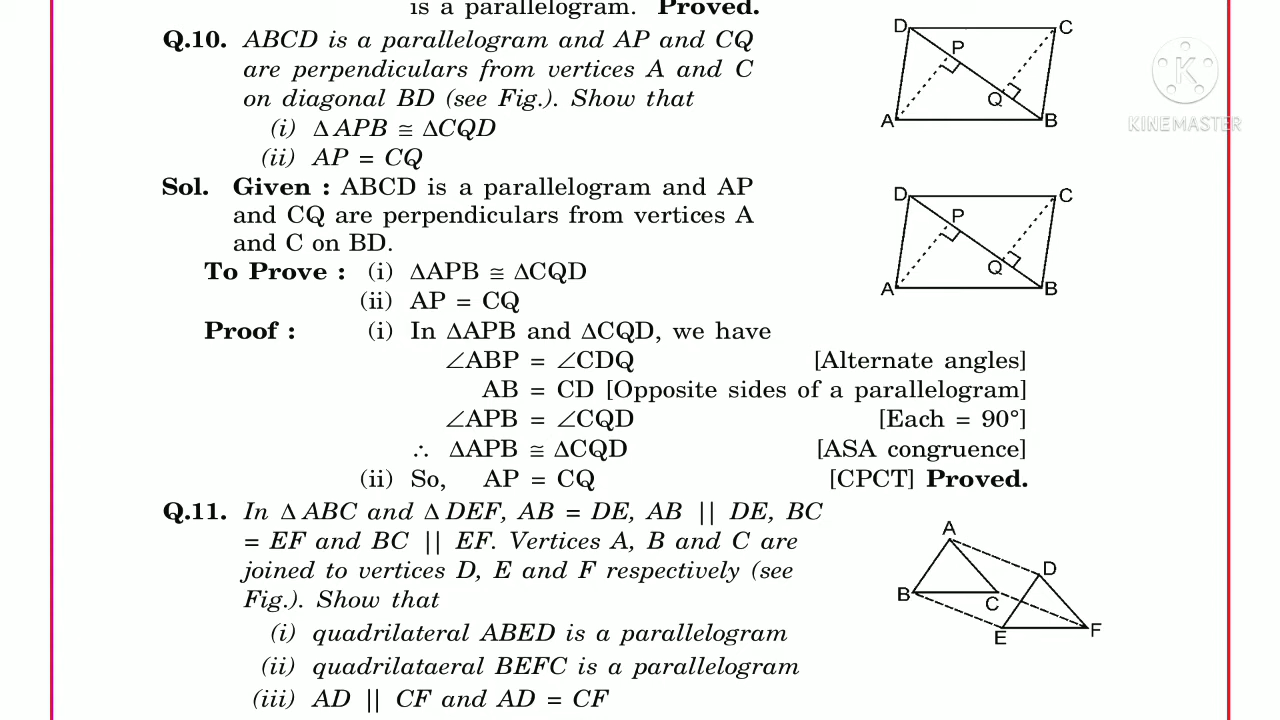 is a parallelogram. Proved.
Q.10. ABCD is a parallelogram and AP and CQ
are perpendiculars from vertices A and C
on diagonal BD (see Fig.). Show that
(i) ΔAPB ≅ ΔCQD
(ii) AP = CQ
D C P Q A B
KINEMASTER
Sol. Given : ABCD is a parallelogram and AP
and CQ are perpendiculars from vertices A
and C on BD.
D C P Q A B
To Prove : (i) ΔAPB ≅ ΔCQD
(ii) AP = CQ
Proof : (i) In ΔAPB and ΔCQD, we have
∠ABP = ∠CDQ [Alternate angles]
AB = CD [Opposite sides of a parallelogram]
∠APB = ∠CQD [Each = 90°]
∴ ΔAPB ≅ ΔCQD [ASA congruence]
(ii) So, AP = CQ [CPCT] Proved.
Q.11. In ΔABC and ΔDEF, AB = DE, AB || DE, BC
= EF and BC || EF. Vertices A, B and C are
joined to vertices D, E and F respectively (see
Fig.). Show that
(i) quadrilateral ABED is a parallelogram
(ii) quadrilataeral BEFC is a parallelogram
(iii) AD || CF and AD = CF
A D B C E F